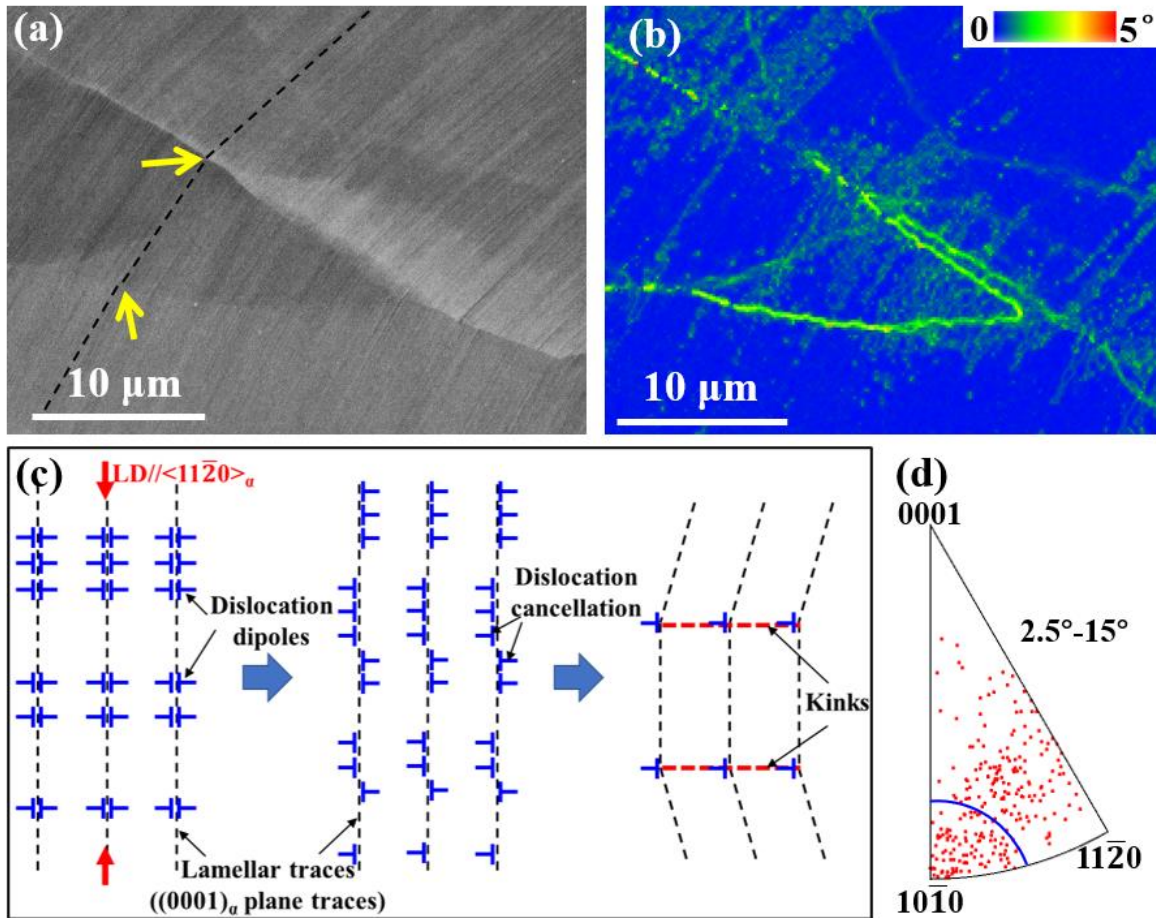 (a)
10 μm
(b)
0 5°
10 μm
(c)
LD//<112̅0>α
Dislocation
dipoles
Dislocation
cancellation
Kinks
Lamellar traces
((0001)α plane traces)
(d)
0001
2.5°-15°
112̅0
101̅0